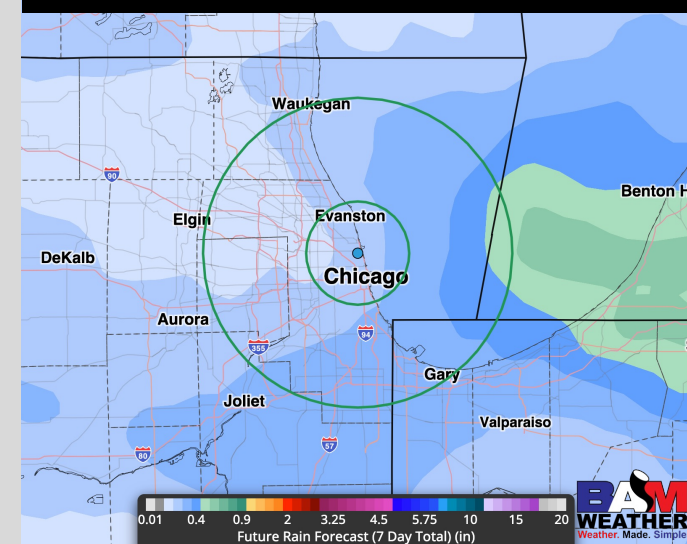 Waukegan
90
Benton H
Elgin
Evanston
DeKalb
Chicago
Aurora
94
355
Gary
Joliet
Valparaiso
57
80
BAM
WEATHER
Weather. Made. Simple
0.01 0.4 0.9 2 3.25 4.5 5.75 10 15 20
Future Rain Forecast (7 Day Total) (in)